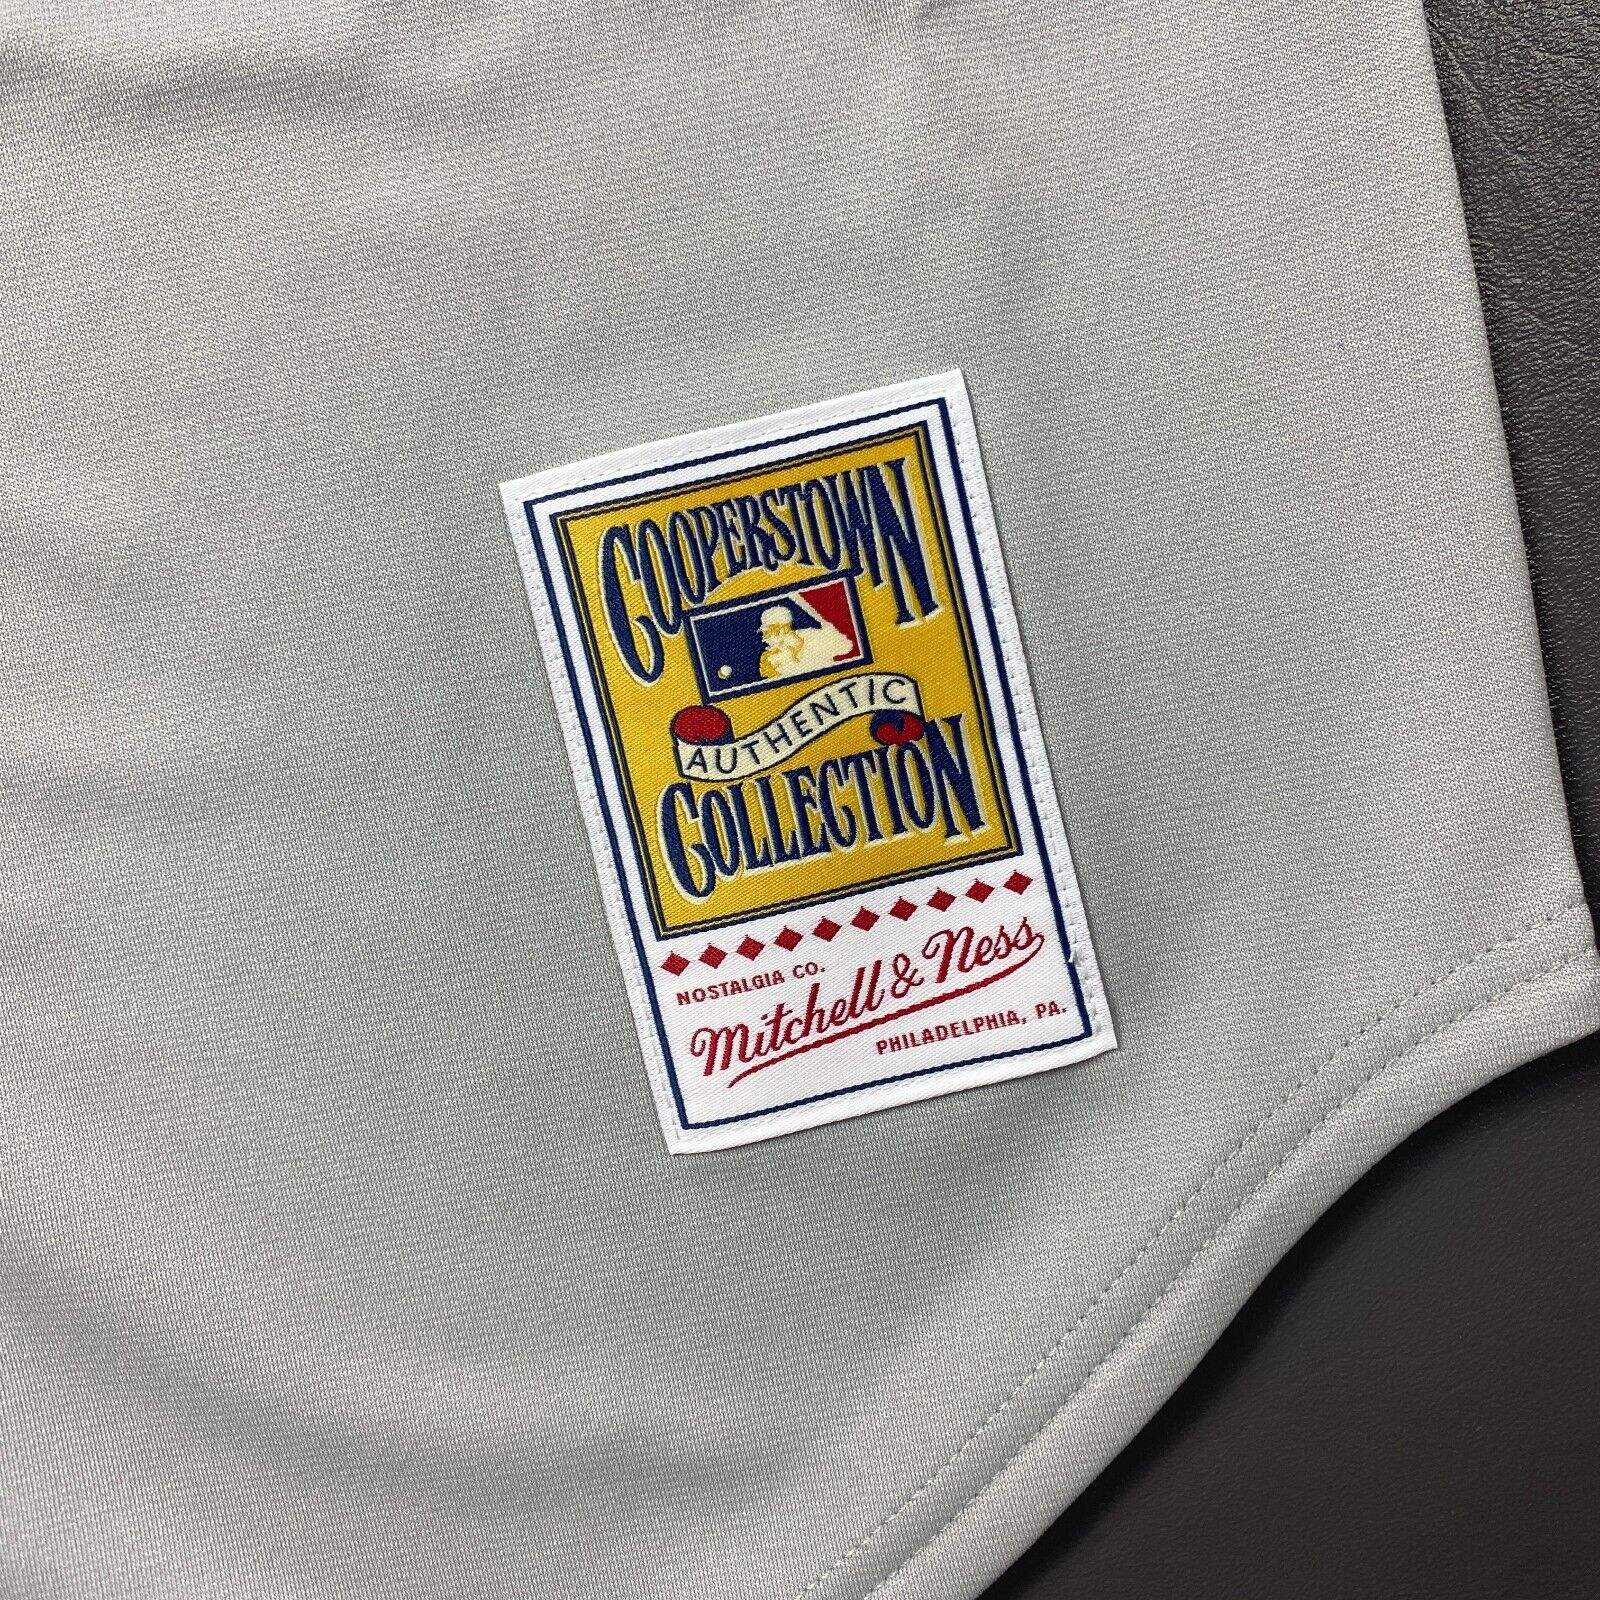 COOPERSTOWN
AUTHENTIC
COLLECTION
NOSTALGIA CO.
Mitchell & Ness
PHILADELPHIA, PA.